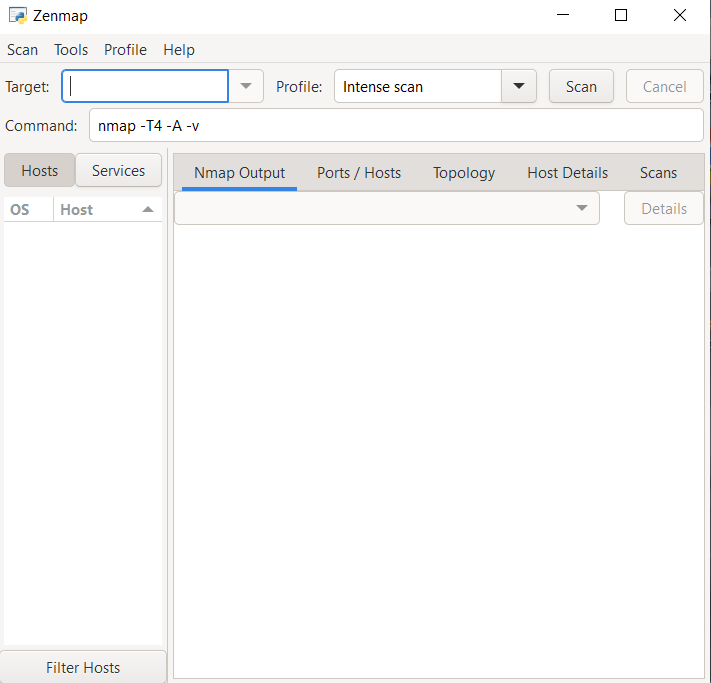 Zenmap
Scan Tools Profile Help
Target: Profile: Intense scan Scan Cancel
Command: nmap -T4 -A -v
Hosts Services Nmap Output Ports / Hosts Topology Host Details Scans
OS Host Details
Filter Hosts